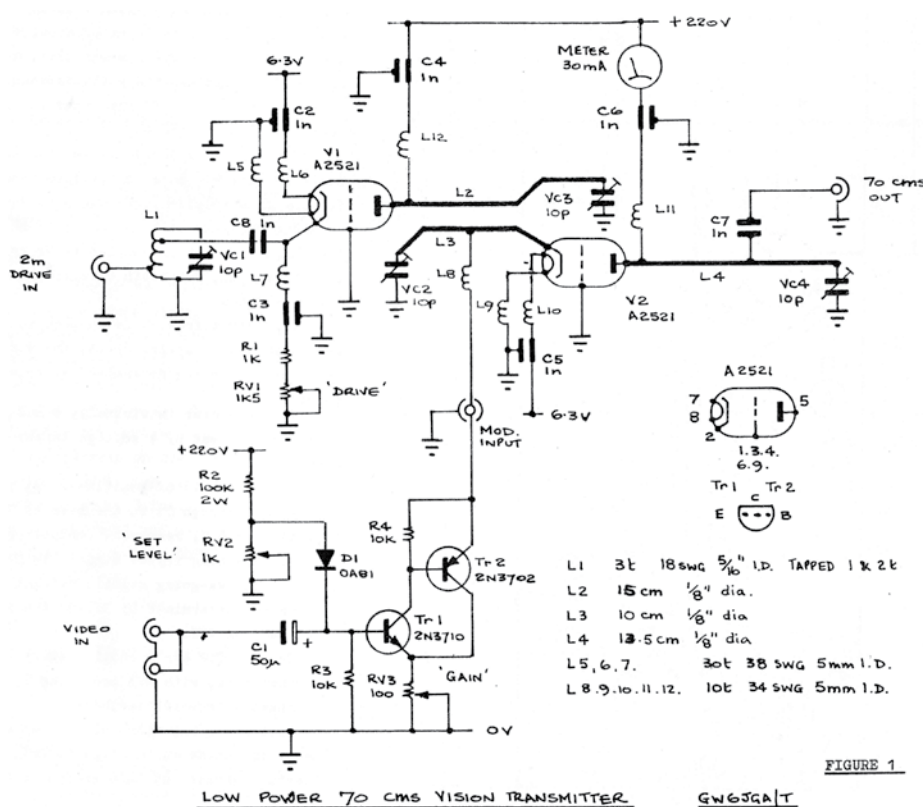 +220V
METER
30mA
6.3V
C4
1n
C2
1n
C6
1n
L12
V1
A2521
L5
L6
70 cms
OUT
L2
VC3
10p
L11
C7
1n
L1
C8 1n
L3
VC1
10p
2m
DRIVE
IN
L7
VC2
10p
L8
L4
L9
L10
V2
A2521
VC4
10p
C3
1n
R1
1K
C5
1n
RV1
1K5
'DRIVE'
A2521
7
8
2
5
1.3.4.
6.9.
6.3V
MOD.
INPUT
+220V
R2
100K
2W
Tr1 Tr2
C
E B
R4
10K
'SET
LEVEL'
RV2
1K
D1
OA81
Tr2
2N3702
L1 3t 18 SWG 5/16" I.D. TAPPED 1 & 2t
L2 15cm 1/8" dia.
L3 10 cm 1/8" dia.
L4 13.5cm 1/8" dia
L5,6,7. 30t 38 SWG 5mm I.D.
L 8.9.10.11.12. 10t 34 SWG 5mm I.D.
VIDEO
IN
+
C1
50µ
Tr1
2N3710
R3
10K
RV3
100
'GAIN'
0V
FIGURE 1
LOW POWER 70 CMS VISION TRANSMITTER GW6JGA/T